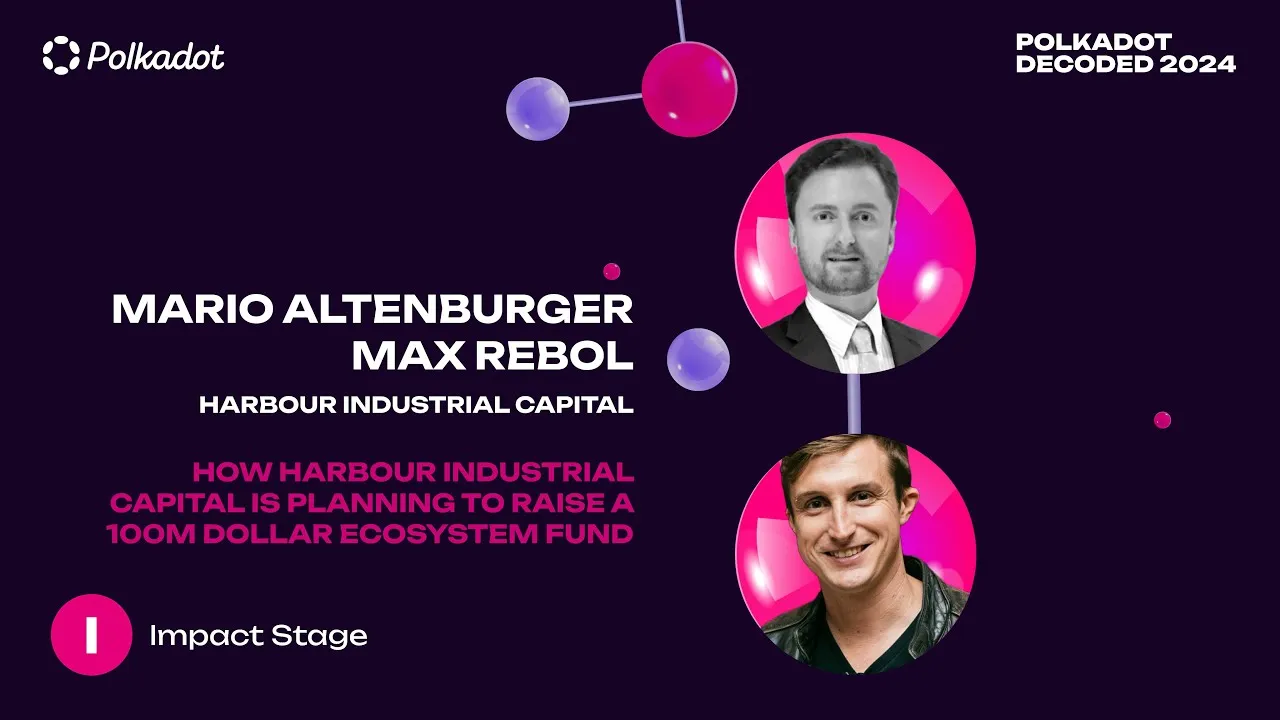 Polkadot
POLKADOT
DECODED 2024
MARIO ALTENBURGER
MAX REBOL
HARBOUR INDUSTRIAL CAPITAL
HOW HARBOUR INDUSTRIAL
CAPITAL IS PLANNING TO RAISE A
100M DOLLAR ECOSYSTEM FUND
I
Impact Stage